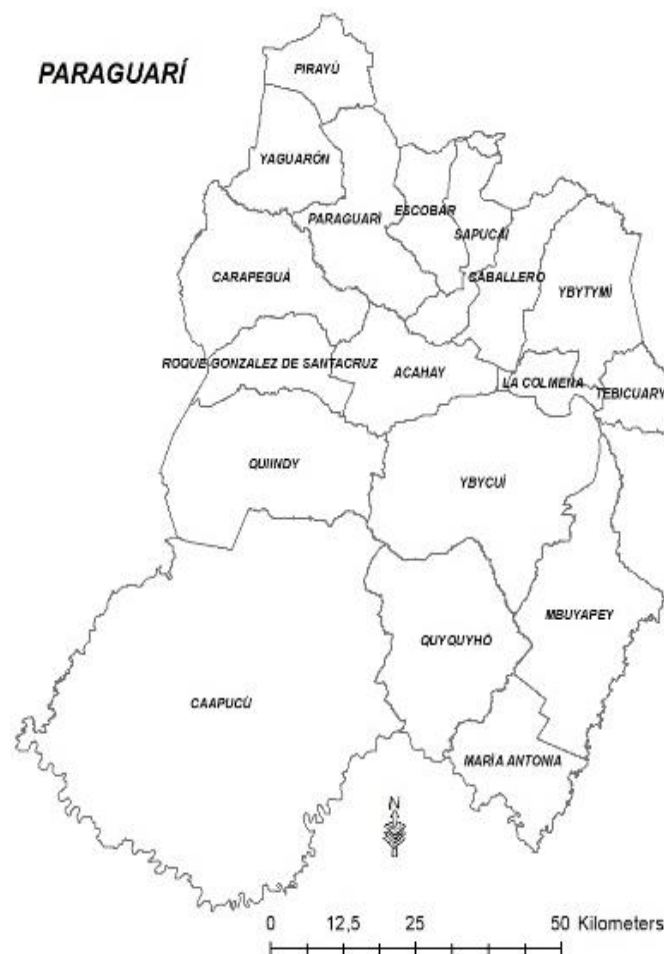 PARAGUARÍ
PIRAYÚ
YAGUARÓN
PARAGUARÍ
ESCOBAR
SAPUCÁI
CARAPEGUÁ
CABALLERO
YBYTYMÍ
ROQUE GONZALEZ DE SANTACRUZ
ACAHAY
LA COLMENA
TEBICUARY
QUIINDY
YBYCUÍ
MBUYAPEY
QUYQUYHÓ
CAAPUCÚ
MARÍA ANTONIA
N
0 12,5 25 50 Kilometers